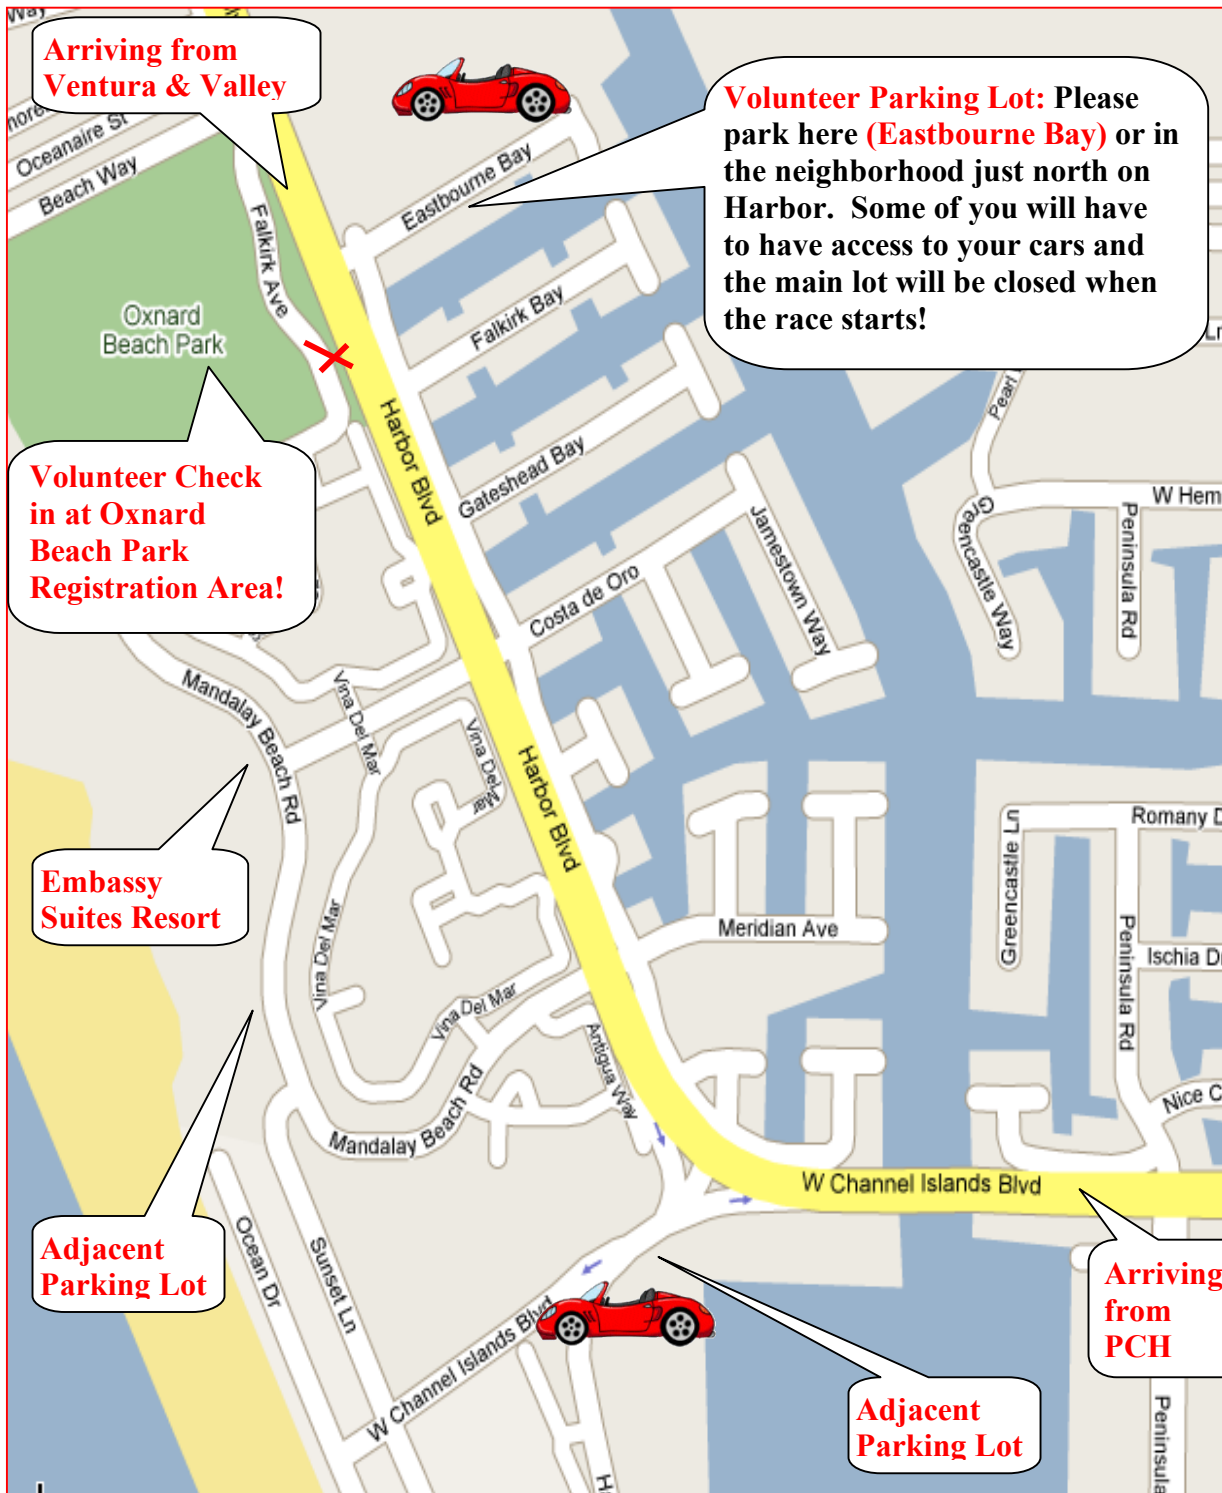 Way
Arriving from
Ventura & Valley
Oceanaire St
Beach Way
Falkirk Ave
Oxnard
Beach Park
Eastbourne Bay
Volunteer Parking Lot: Please
park here (Eastbourne Bay) or in
the neighborhood just north on
Harbor. Some of you will have
to have access to your cars and
the main lot will be closed when
the race starts!
Falkirk Bay
Harbor Blvd
Gateshead Bay
Volunteer Check
in at Oxnard
Beach Park
Registration Area!
Pearl
Greencastle Way
W Hem
Peninsula Rd
Jamestown Way
Costa de Oro
Mandalay Beach Rd
Vina Del Mar
Vina Del
Mar
Harbor Blvd
Embassy
Suites Resort
Vina Del Mar
Vina Del Mar
Meridian Ave
Greencastle Ln
Romany D
Peninsula Rd
Ischia Dr
Nice C
Antigua Way
Mandalay Beach Rd
W Channel Islands Blvd
Adjacent
Parking Lot
Ocean Dr
Sunset Ln
W Channel Islands Blvd
Arriving
from
PCH
Adjacent
Parking Lot
Peninsula
Ha